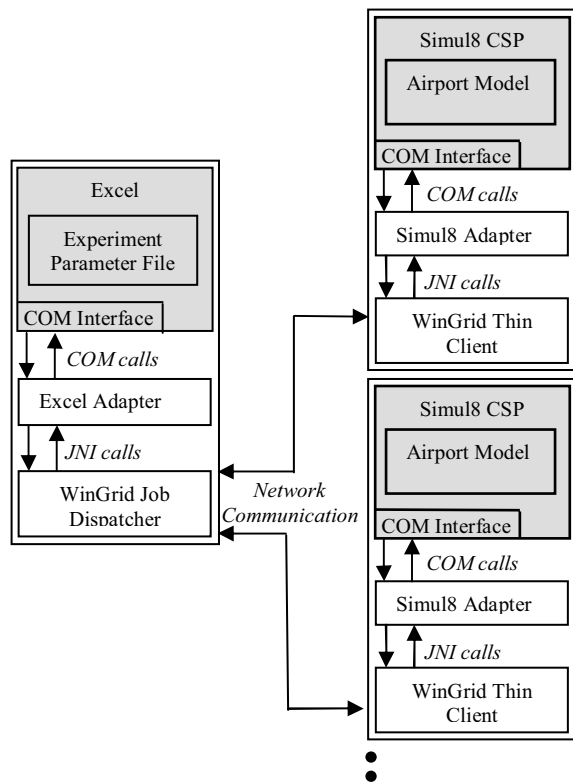 Excel
Experiment
Parameter File
COM Interface
COM calls
Excel Adapter
JNI calls
WinGrid Job
Dispatcher
Network
Communication
Simul8 CSP
Airport Model
COM Interface
COM calls
Simul8 Adapter
JNI calls
WinGrid Thin
Client
Simul8 CSP
Airport Model
COM Interface
COM calls
Simul8 Adapter
JNI calls
WinGrid Thin
Client